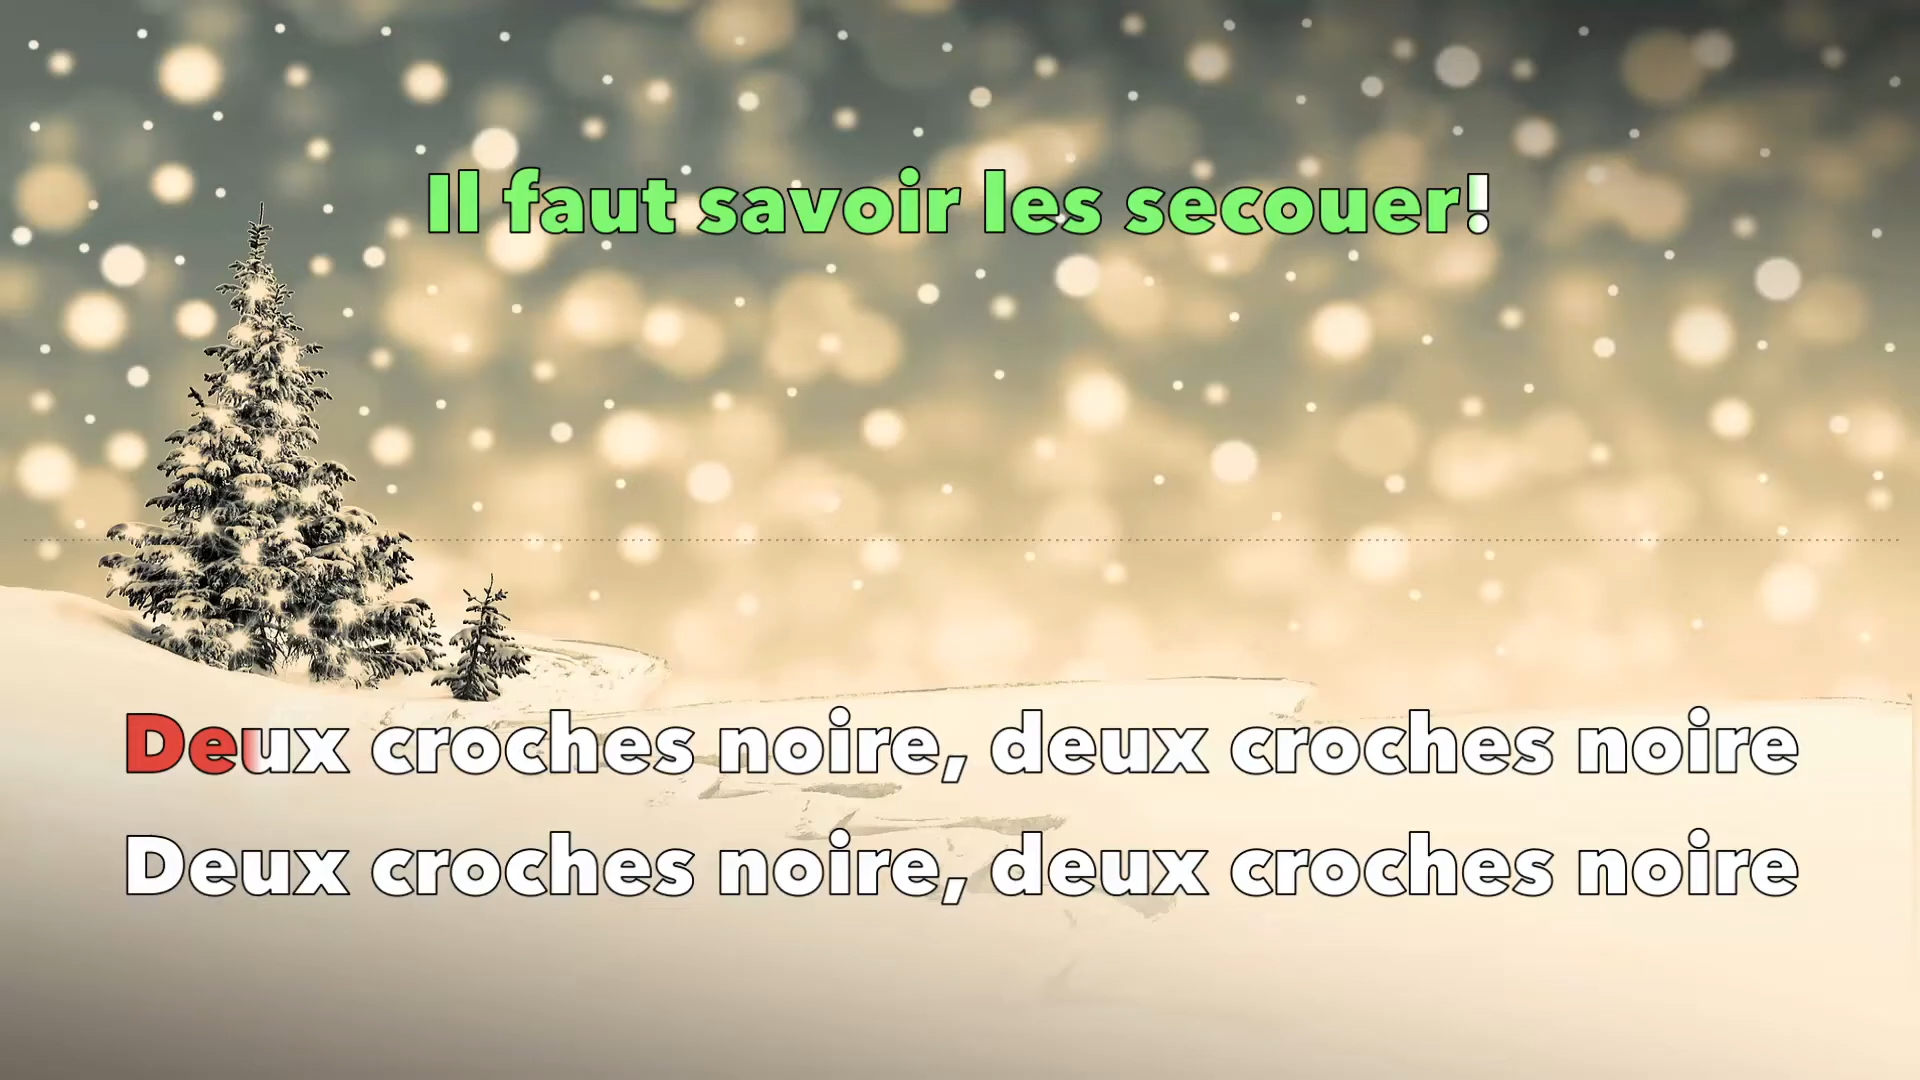 Il faut savoir les secouer!
Deux croches noire, deux croches noire
Deux croches noire, deux croches noire